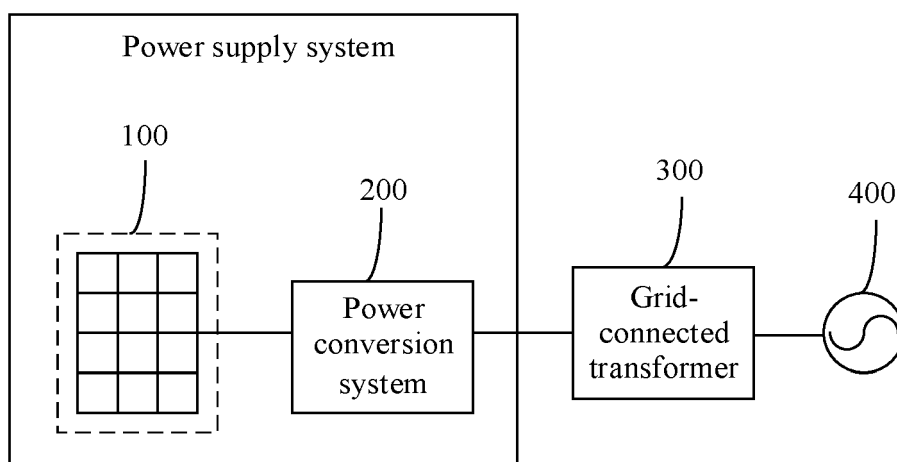 Power supply system
100
200
300
400
Power
conversion
system
Grid-
connected
transformer